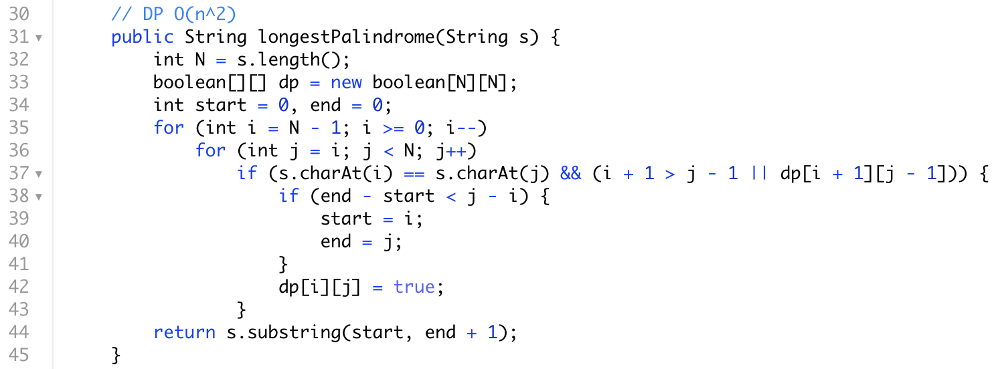 30 // DP O(n^2)
31 ▼ public String longestPalindrome(String s) {
32 int N = s.length();
33 boolean[][] dp = new boolean[N][N];
34 int start = 0, end = 0;
35 for (int i = N - 1; i >= 0; i--)
36 for (int j = i; j < N; j++)
37 ▼ if (s.charAt(i) == s.charAt(j) && (i + 1 > j - 1 || dp[i + 1][j - 1])) {
38 ▼ if (end - start < j - i) {
39 start = i;
40 end = j;
41 }
42 dp[i][j] = true;
43 }
44 return s.substring(start, end + 1);
45 }